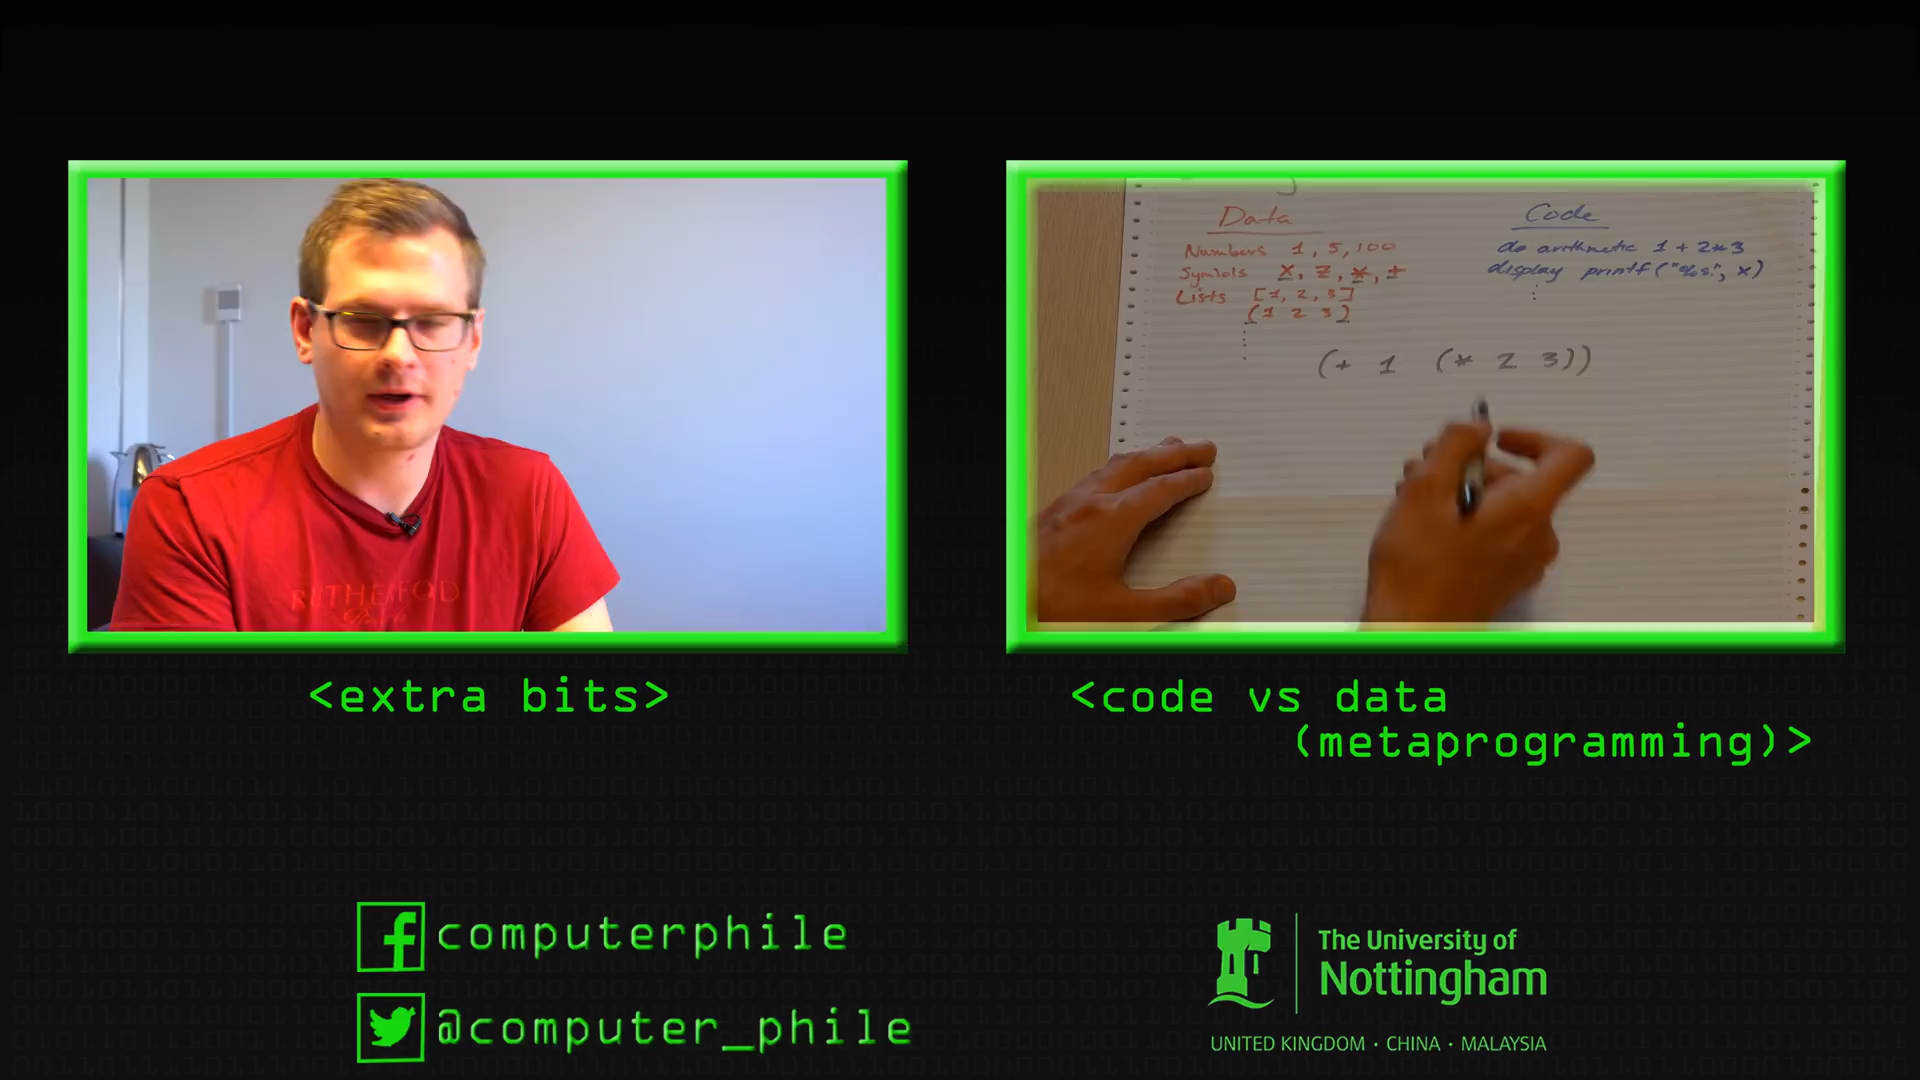 RUTHERFORD
Data
Numbers 1, 5, 100
Symbols X, Z, *, +
Lists [1, 2, 3]
(1 2 3)
Code
do arithmetic 1 + 2*3
display printf("%s", x)
(+ 1 (* 2 3))
<extra bits>
<code vs data
(metaprogramming)>
computerphile
@computer_phile
The University of
Nottingham
UNITED KINGDOM · CHINA · MALAYSIA